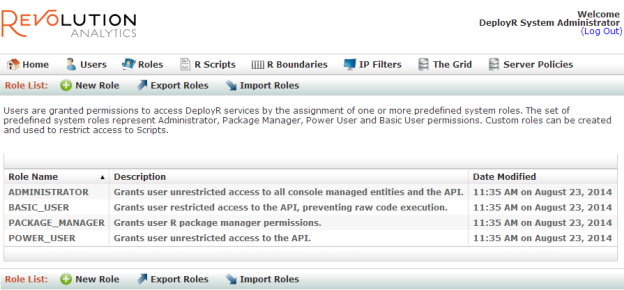 REVOLUTION
ANALYTICS
Welcome
DeployR System Administrator
(Log Out)
Home Users Roles R Scripts R Boundaries IP Filters The Grid Server Policies
Role List: New Role Export Roles Import Roles
Users are granted permissions to access DeployR services by the assignment of one or more predefined system roles. The set of
predefined system roles represent Administrator, Package Manager, Power User and Basic User permissions. Custom roles can be created
and used to restrict access to Scripts.
Role Name Description Date Modified
ADMINISTRATOR Grants user unrestricted access to all console managed entities and the API. 11:35 AM on August 23, 2014
BASIC_USER Grants user restricted access to the API, preventing raw code execution. 11:35 AM on August 23, 2014
PACKAGE_MANAGER Grants user R package manager permissions. 11:35 AM on August 23, 2014
POWER_USER Grants user unrestricted access to the API. 11:35 AM on August 23, 2014
Role List: New Role Export Roles Import Roles